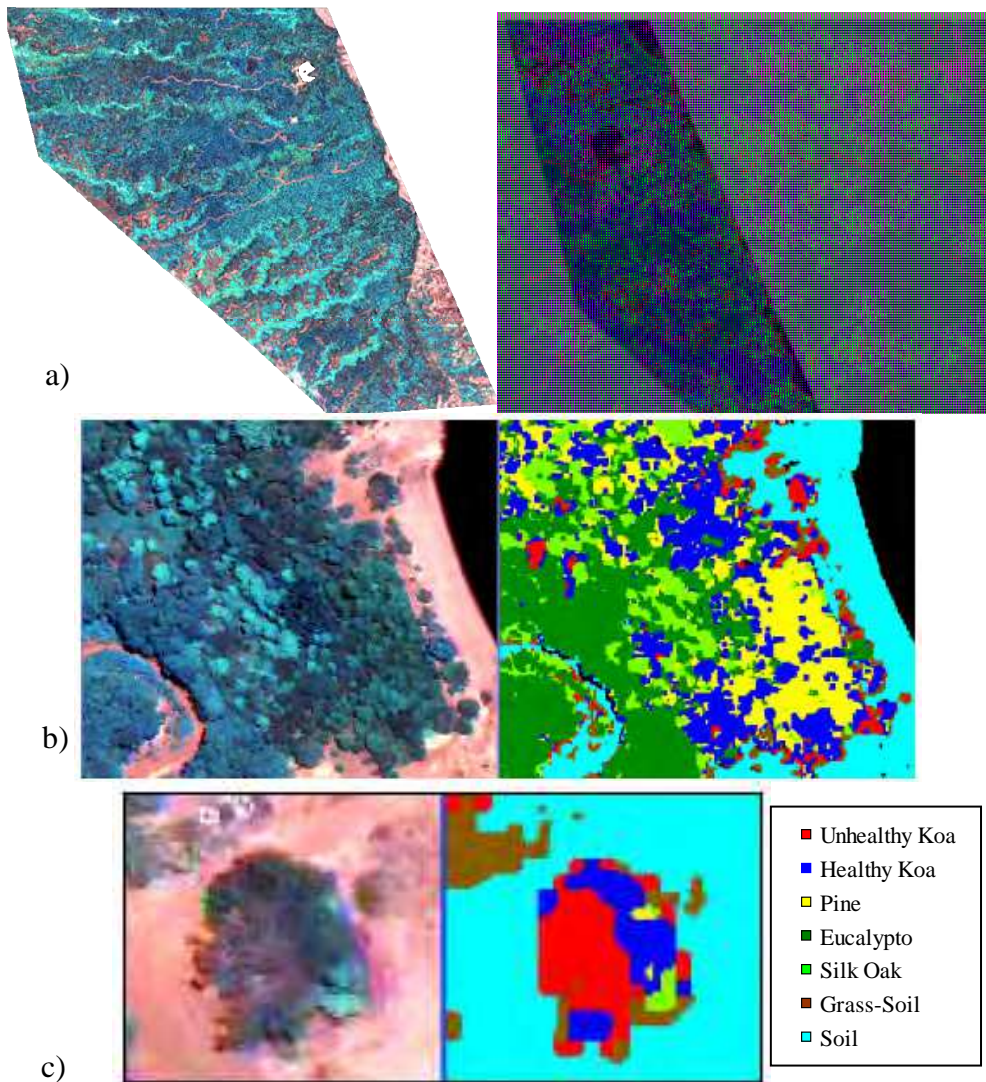 a)
b)
c)
Unhealthy Koa
Healthy Koa
Pine
Eucalypto
Silk Oak
Grass-Soil
Soil